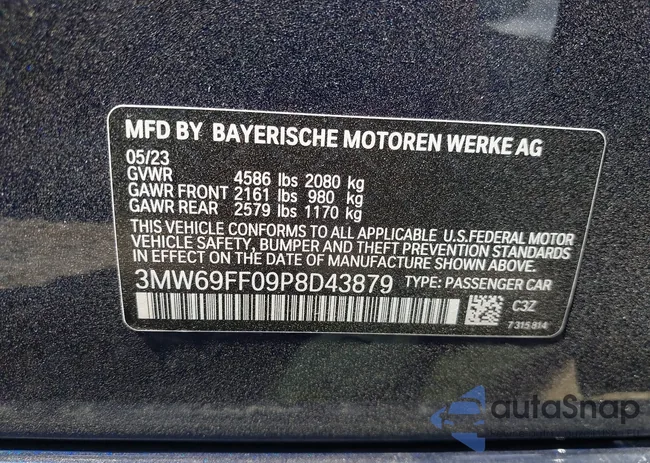 MFD BY BAYERISCHE MOTOREN WERKE AG
05/23
GVWR 4586 lbs 2080 kg
GAWR FRONT 2161 lbs 980 kg
GAWR REAR 2579 lbs 1170 kg
THIS VEHICLE CONFORMS TO ALL APPLICABLE U.S.FEDERAL MOTOR
VEHICLE SAFETY, BUMPER AND THEFT PREVENTION STANDARDS
IN EFFECT ON THE DATE OF MANUFACTURE SHOWN ABOVE.
3MW69FF09P8D43879 TYPE: PASSENGER CAR
C3Z
7 315 814
autoSnap